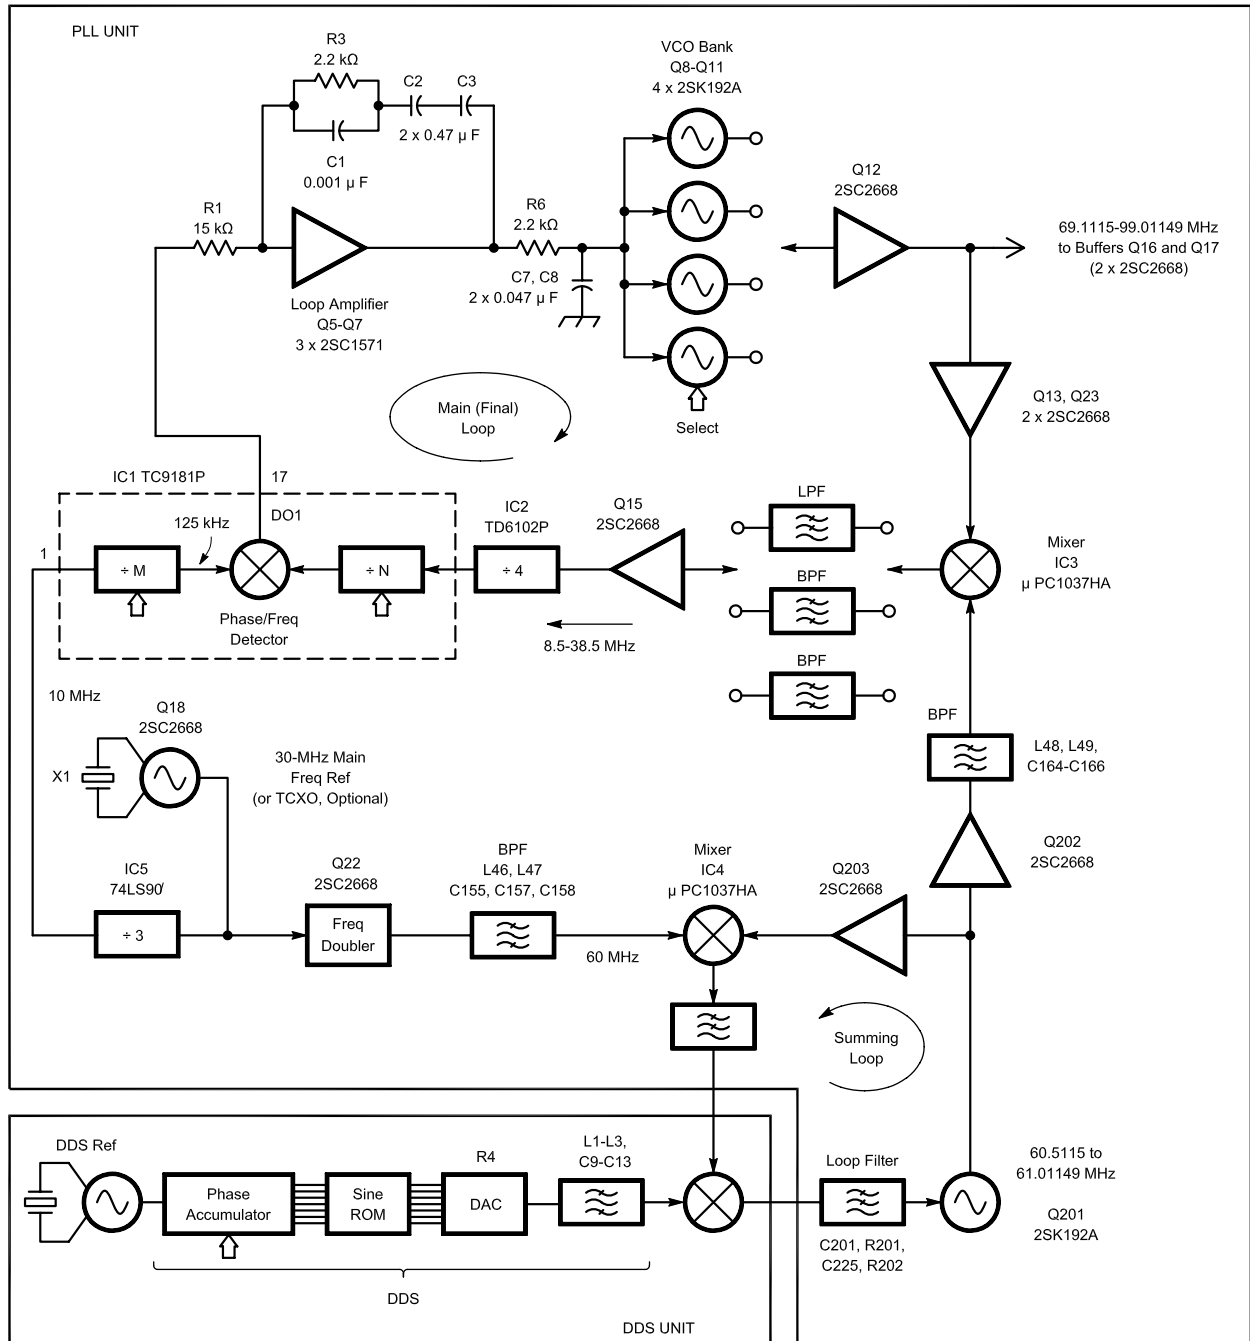 PLL UNIT
R3
2.2 kΩ
C2
C3
2 x 0.47 µ F
C1
0.001 µ F
R1
15 kΩ
Loop Amplifier
Q5-Q7
3 x 2SC1571
R6
2.2 kΩ
C7, C8
2 x 0.047 µ F
VCO Bank
Q8-Q11
4 x 2SK192A
Select
Q12
2SC2668
69.1115-99.01149 MHz
to Buffers Q16 and Q17
(2 x 2SC2668)
Q13, Q23
2 x 2SC2668
Main (Final)
Loop
IC1 TC9181P
17
DO1
125 kHz
1
÷ M
÷ N
Phase/Freq
Detector
IC2
TD6102P
÷ 4
Q15
2SC2668
8.5-38.5 MHz
LPF
BPF
BPF
Mixer
IC3
µ PC1037HA
10 MHz
Q18
2SC2668
X1
30-MHz Main
Freq Ref
(or TCXO, Optional)
BPF
L48, L49,
C164-C166
IC5
74LS90
÷ 3
Q22
2SC2668
Freq
Doubler
BPF
L46, L47
C155, C157, C158
60 MHz
Mixer
IC4
µ PC1037HA
Q203
2SC2668
Q202
2SC2668
Summing
Loop
DDS Ref
Phase
Accumulator
Sine
ROM
R4
DAC
L1-L3,
C9-C13
Loop Filter
C201, R201,
C225, R202
60.5115 to
61.01149 MHz
Q201
2SK192A
DDS
DDS UNIT